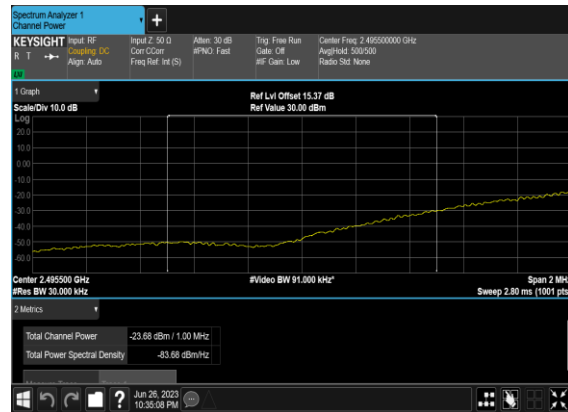 Spectrum Analyzer 1
Channel Power
+
KEYSIGHT Input: RF Input Z: 50 Ω Atten: 30 dB Trig: Free Run Center Freq: 2.495500000 GHz
R T Coupling: DC Corr CCorr #PNO: Fast Gate: Off Avg|Hold: 500/500
Align: Auto Freq Ref: Int (S) #IF Gain: Low Radio Std: None
1 Graph
Ref Lvl Offset 15.37 dB
Scale/Div 10.0 dB Ref Value 30.00 dBm
Log
20.0
10.0
0.00
-10.0
-20.0
-30.0
-40.0
-50.0
-60.0
Center 2.495500 GHz #Video BW 91.000 kHz* Span 2 MHz
#Res BW 30.000 kHz Sweep 2.80 ms (1001 pts)
2 Metrics
Total Channel Power -23.68 dBm / 1.00 MHz
Total Power Spectral Density -83.68 dBm/Hz
?
Jun 26, 2023
10:35:08 PM